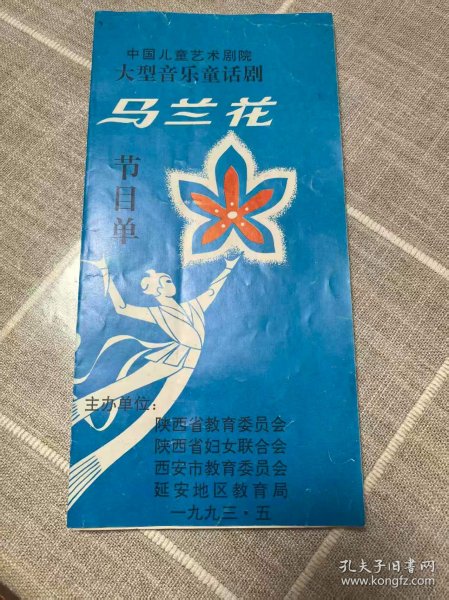 中国儿童艺术剧院
大型音乐童话剧
马兰花
节目单
主办单位：
陕西省教育委员会
陕西省妇女联合会
西安市教育委员会
延安地区教育局
一九九三·五
孔夫子旧书网
www.kongfz.com